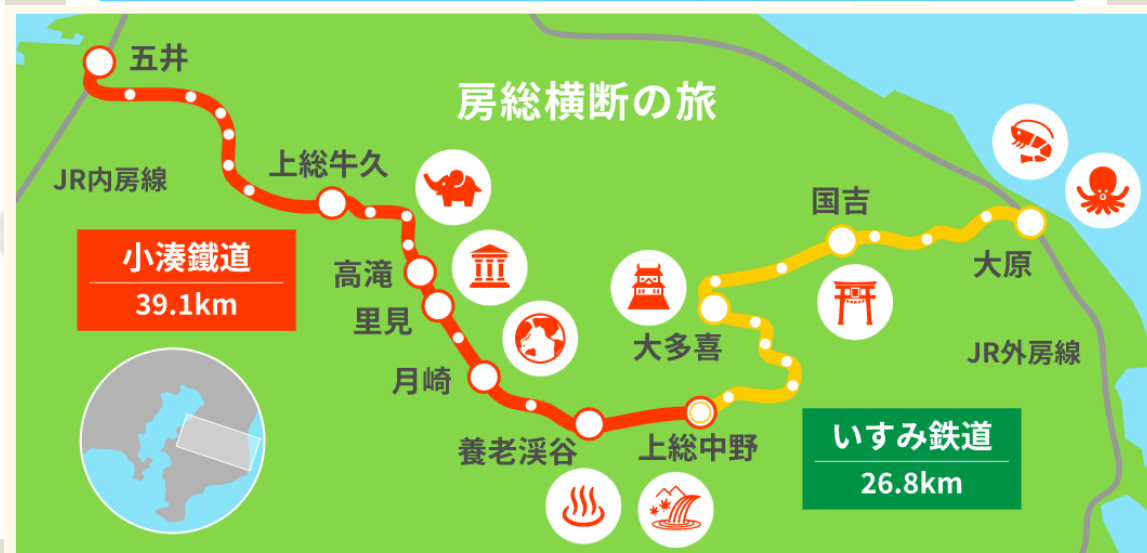 五井
房総横断の旅
上総牛久
JR内房線
国吉
小湊鐵道
39.1km
高滝
大原
里見
大多喜
JR外房線
月崎
養老渓谷
上総中野
いすみ鉄道
26.8km